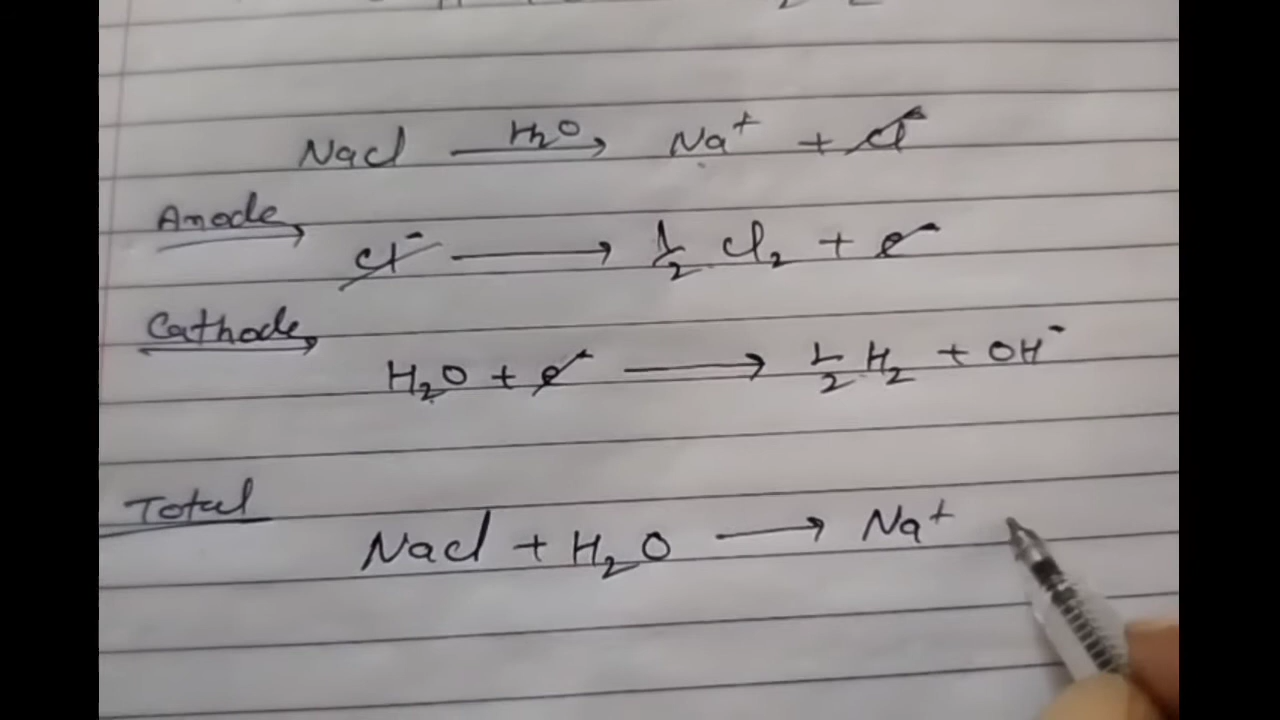 Nacl H2O → Na+ + Cl-
Anode
Cl- → 1/2 Cl2 + e-
Cathode
H2O + e- → 1/2 H2 + OH-
Total
Nacl + H2O → Na+